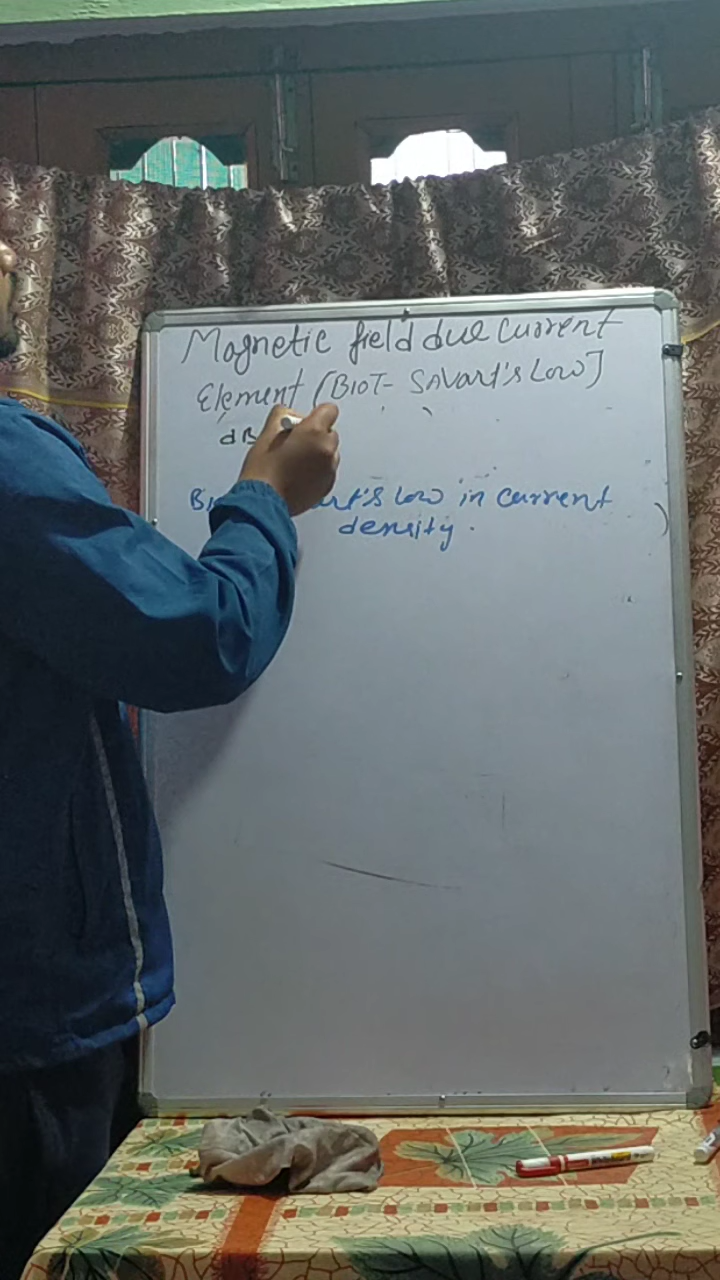 Magnetic field due current
Element (BIOT- SAVart's Low]
dB
Low in current
density.